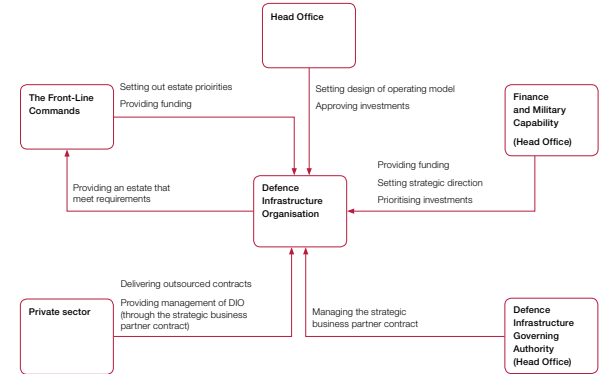 Head Office
Setting out estate prioirities
Providing funding
The Front-Line
Commands
Setting design of operating model
Approving investments
Finance
and Military
Capability
(Head Office)
Providing funding
Setting strategic direction
Prioritising investments
Providing an estate that
meet requirements
Defence
Infrastructure
Organisation
Delivering outsourced contracts
Providing management of DIO
(through the strategic business
partner contract)
Private sector
Managing the strategic
business partner contract
Defence
Infrastructure
Governing
Authority
(Head Office)